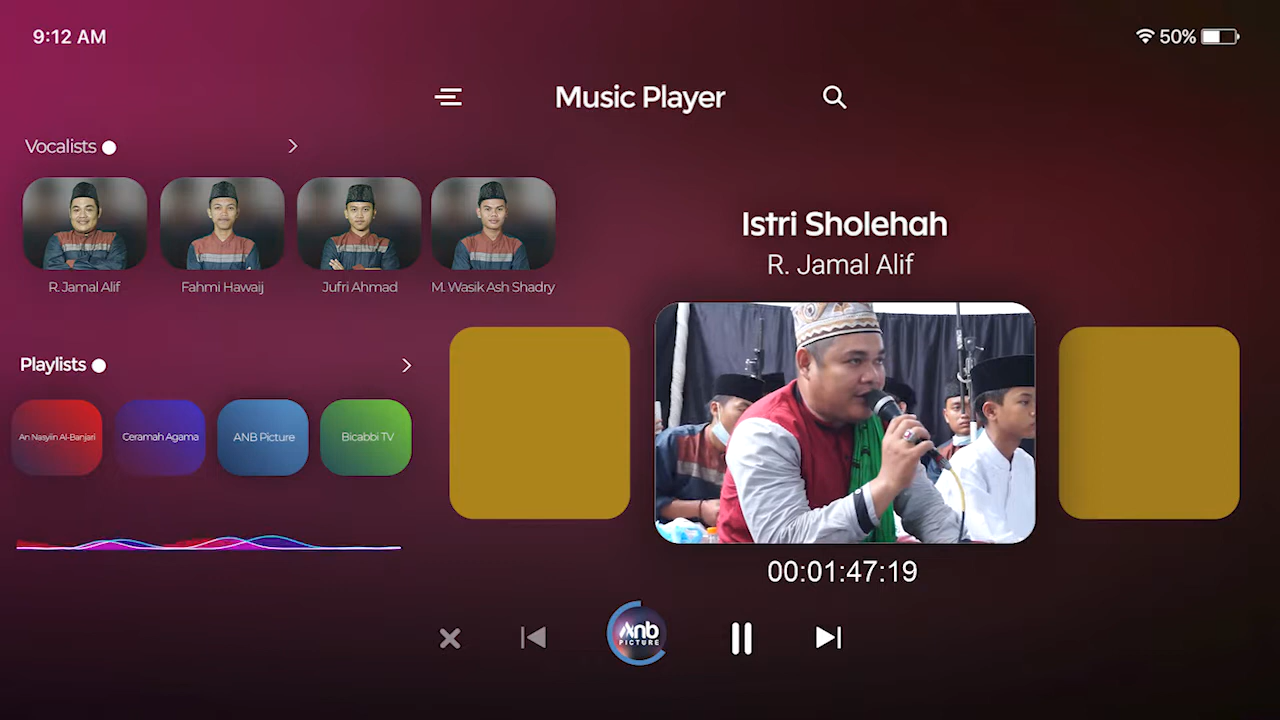 9:12 AM
50%
Music Player
Vocalists
R. Jamal Alif
Fahmi Hawaij
Jufri Ahmad
M. Wasik Ash Shadry
Istri Sholehah
R. Jamal Alif
Playlists
An Nasyiin Al-Banjari
Ceramah Agama
ANB Picture
Bicabbi TV
00:01:47:19
Anb
PICTURE